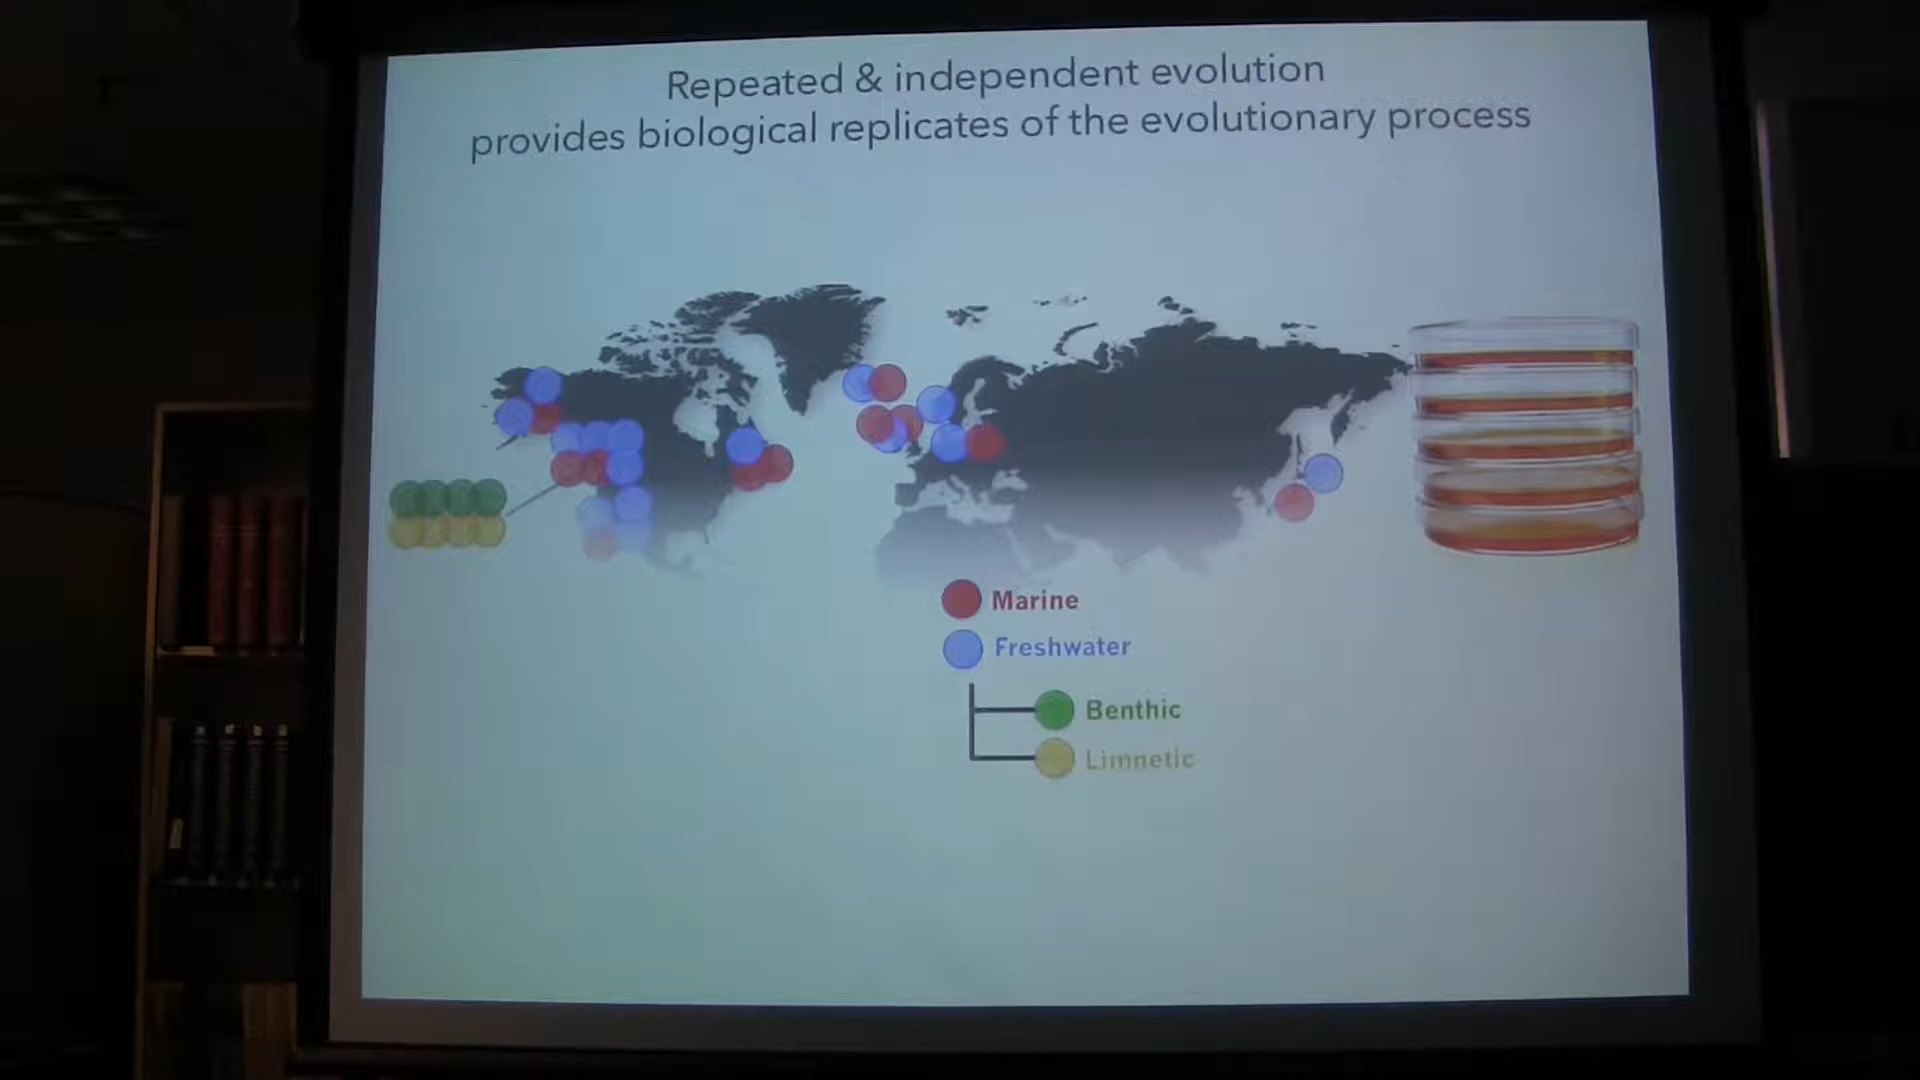 Repeated & independent evolution
provides biological replicates of the evolutionary process
Marine
Freshwater
Benthic
Limnetic